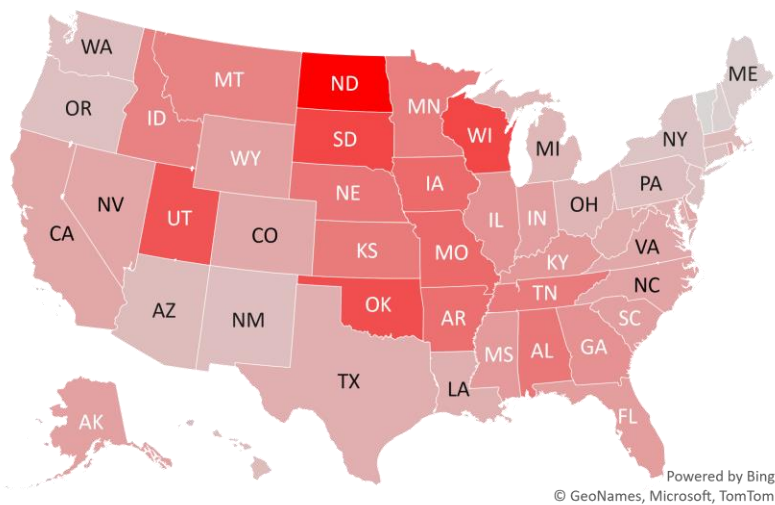 WA
ME
MT
ND
MN
OR
ID
SD
WI
NY
MI
WY
PA
IA
NE
OH
NV
UT
IL
IN
CO
CA
KS
MO
VA
KY
NC
TN
OK
AZ
NM
AR
SC
MS
AL
GA
TX
LA
FL
AK
Powered by Bing
© GeoNames, Microsoft, TomTom